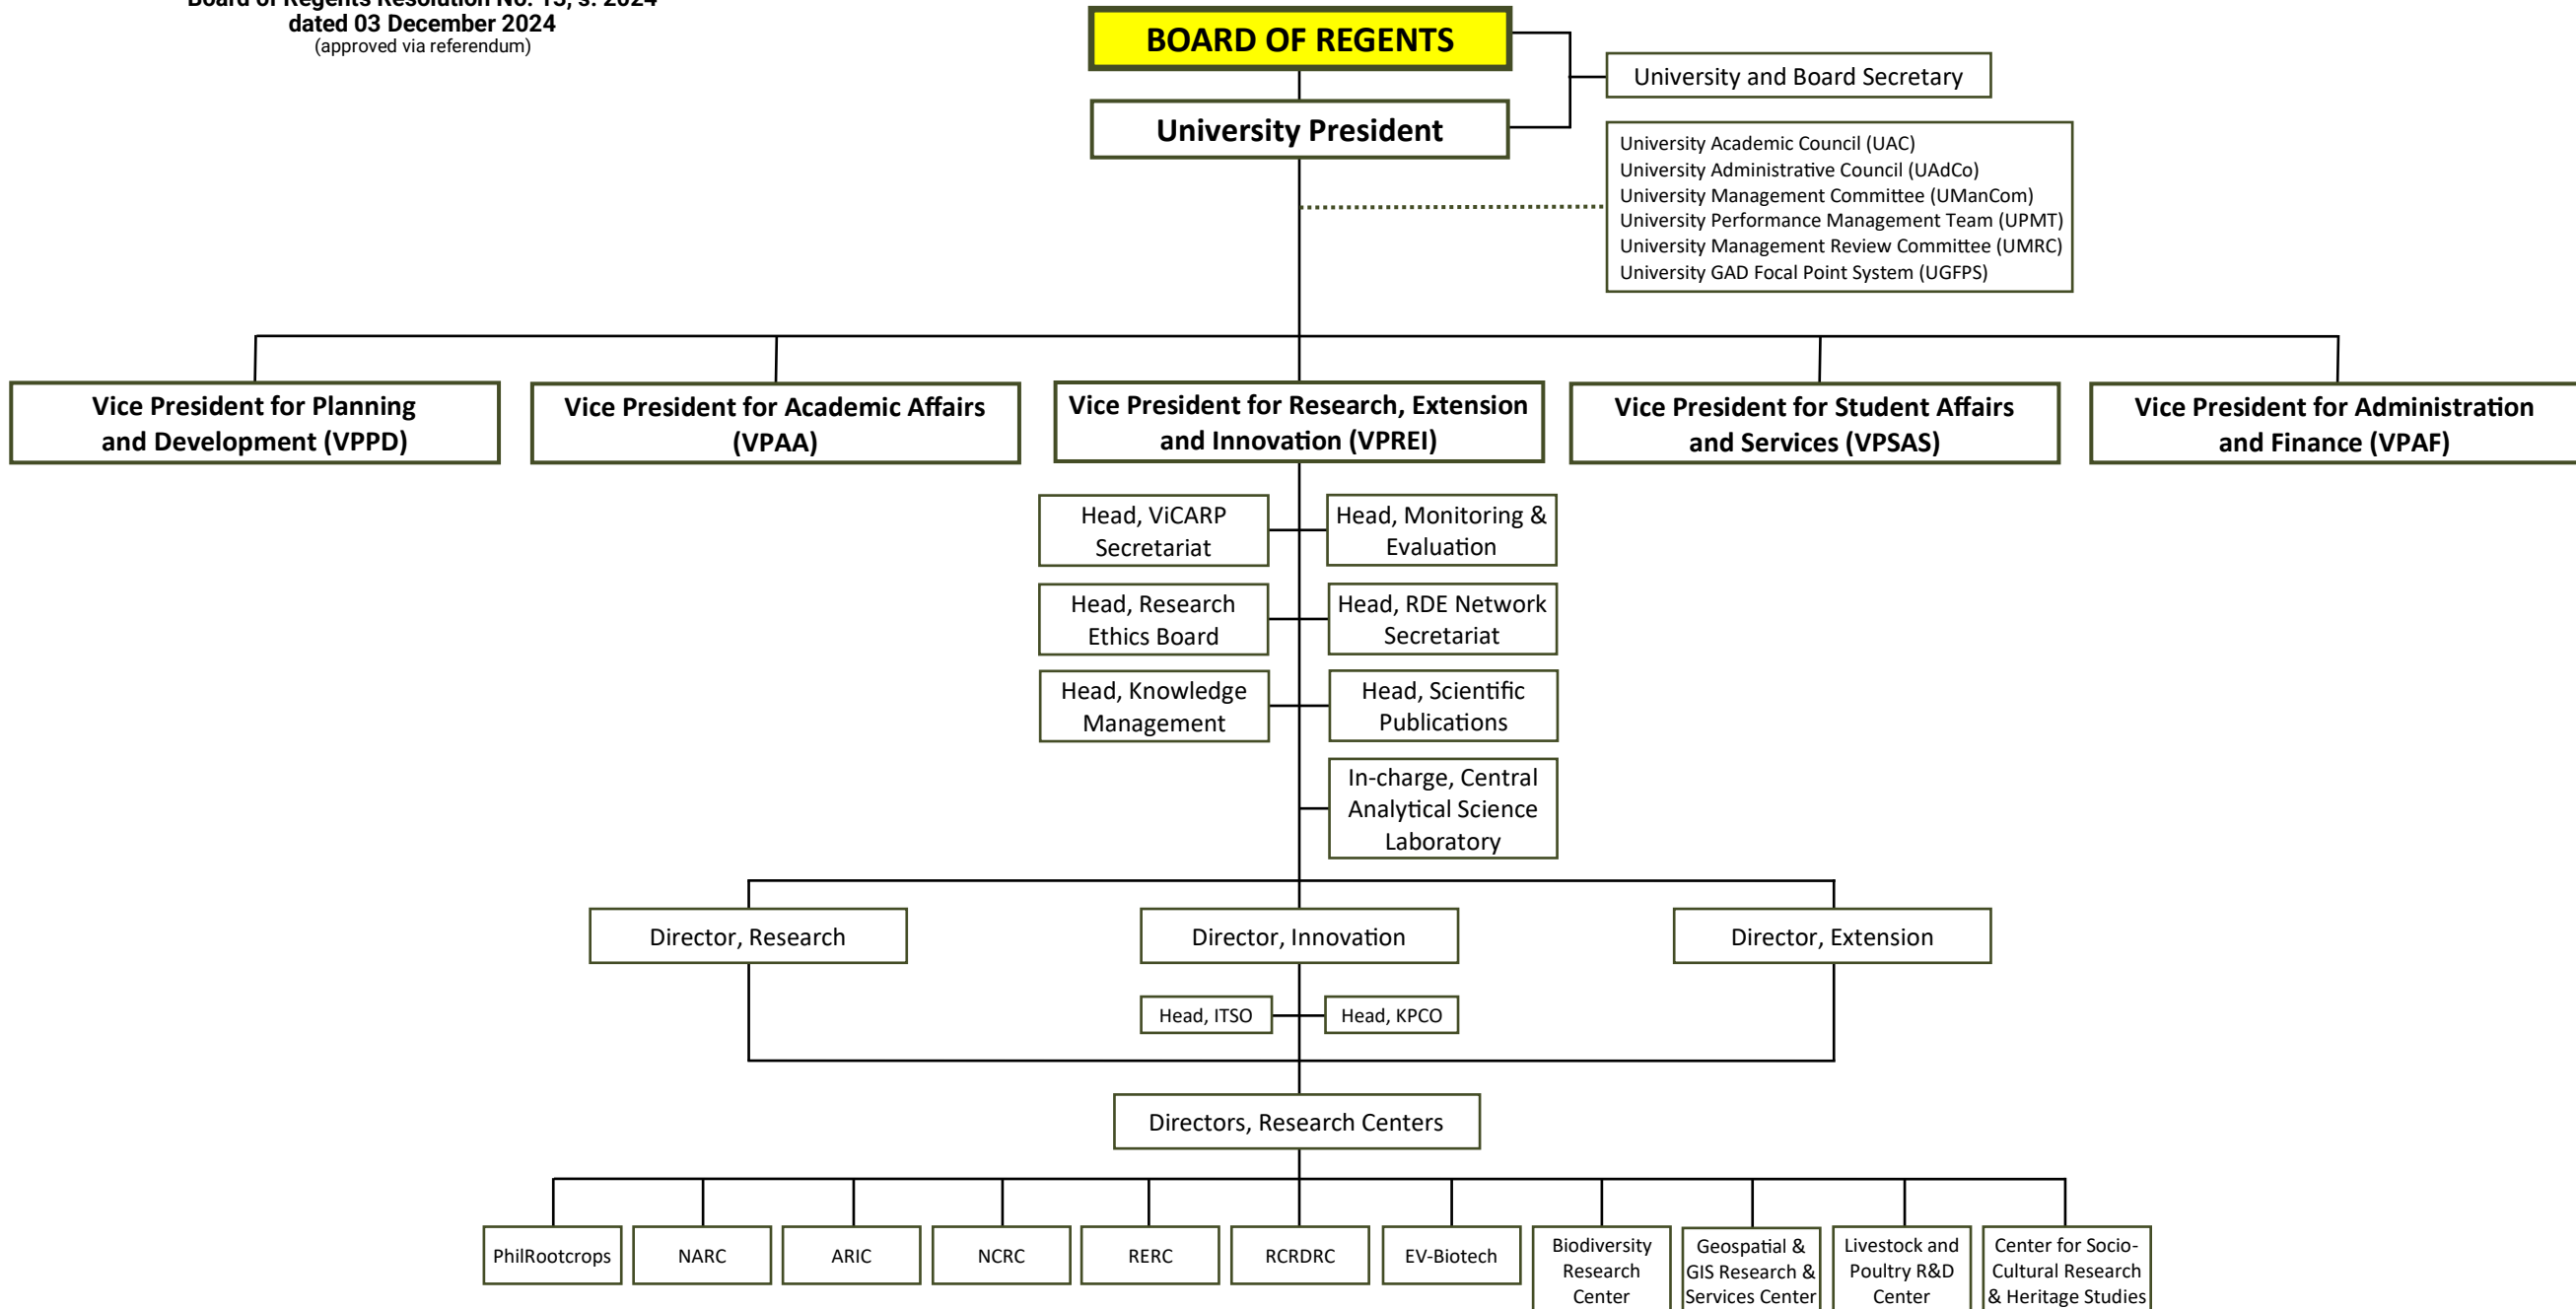 Board of Regents Resolution No. 13, s. 2024
dated 03 December 2024
(approved via referendum)
BOARD OF REGENTS
University and Board Secretary
University President
University Academic Council (UAC)
University Administrative Council (UAdCo)
University Management Committee (UManCom)
University Performance Management Team (UPMT)
University Management Review Committee (UMRC)
University GAD Focal Point System (UGFPS)
Vice President for Planning
and Development (VPPD)
Vice President for Academic Affairs
(VPAA)
Vice President for Research, Extension
and Innovation (VPREI)
Vice President for Student Affairs
and Services (VPSAS)
Vice President for Administration
and Finance (VPAF)
Head, ViCARP
Secretariat
Head, Monitoring &
Evaluation
Head, Research
Ethics Board
Head, RDE Network
Secretariat
Head, Knowledge
Management
Head, Scientific
Publications
In-charge, Central
Analytical Science
Laboratory
Director, Research
Director, Innovation
Director, Extension
Head, ITSO
Head, KPCO
Directors, Research Centers
PhilRootcrops
NARC
ARIC
NCRC
RERC
RCRDRC
EV-Biotech
Biodiversity
Research
Center
Geospatial &
GIS Research &
Services Center
Livestock and
Poultry R&D
Center
Center for Socio-
Cultural Research
& Heritage Studies